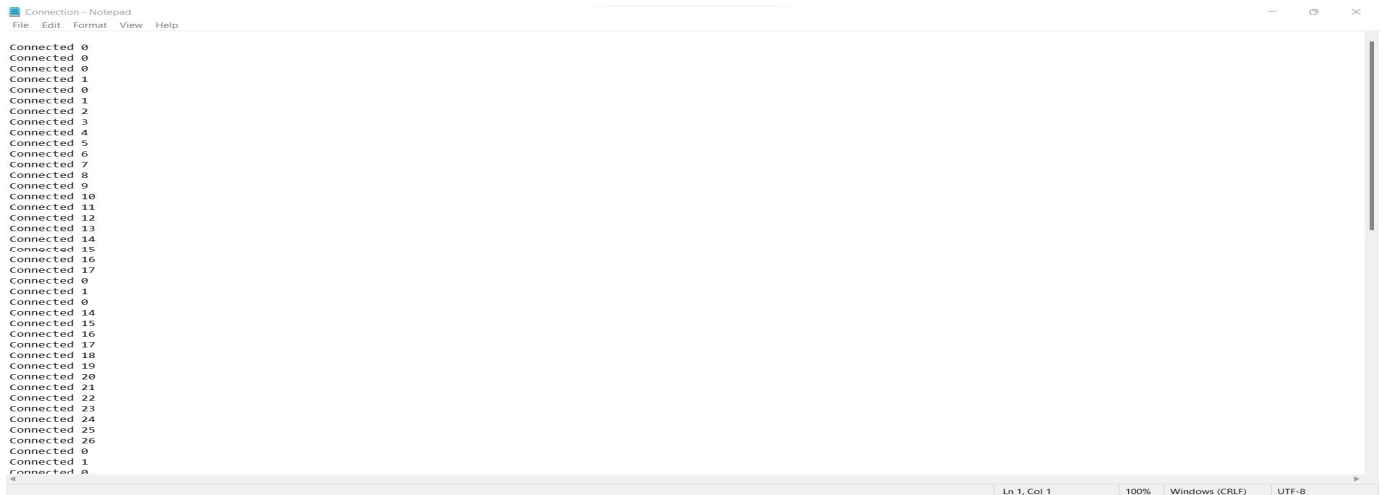 Connection - Notepad
File Edit Format View Help
Connected 0
Connected 0
Connected 0
Connected 1
Connected 0
Connected 1
Connected 2
Connected 3
Connected 4
Connected 5
Connected 6
Connected 7
Connected 8
Connected 9
Connected 10
Connected 11
Connected 12
Connected 13
Connected 14
Connected 15
Connected 16
Connected 17
Connected 0
Connected 1
Connected 0
Connected 14
Connected 15
Connected 16
Connected 17
Connected 18
Connected 19
Connected 20
Connected 21
Connected 22
Connected 23
Connected 24
Connected 25
Connected 26
Connected 0
Connected 1
Connected 0
Ln 1, Col 1 100% Windows (CRLF) UTF-8